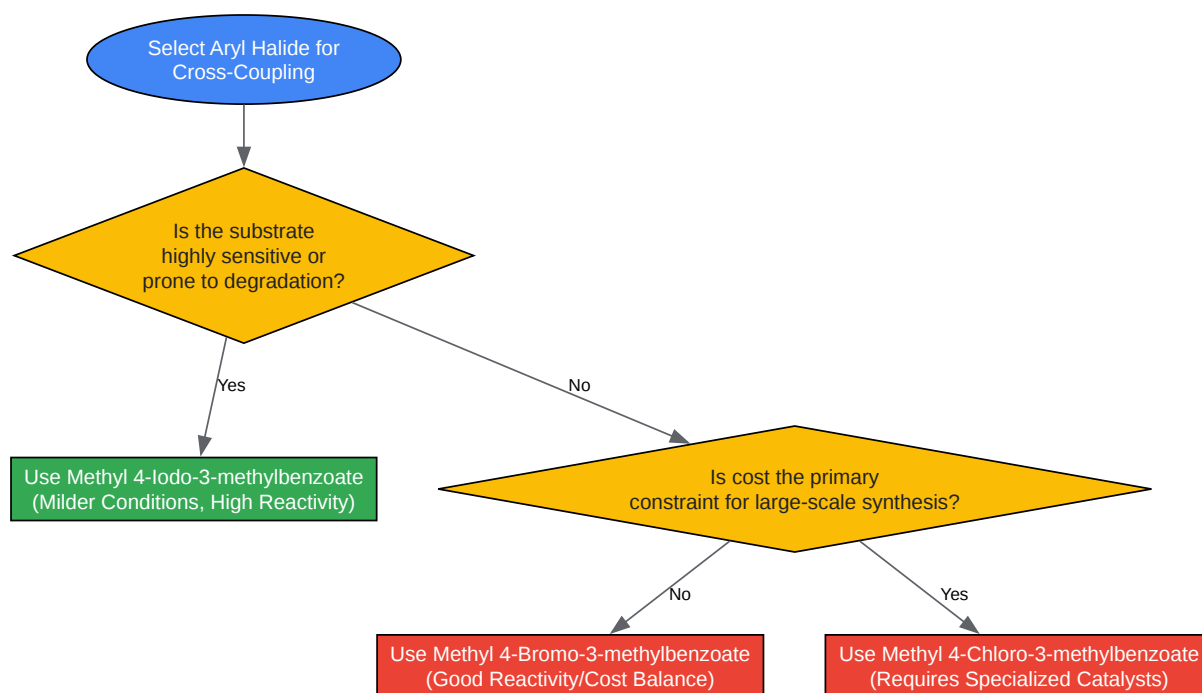 Select Aryl Halide for
Cross-Coupling
Is the substrate
highly sensitive or
prone to degradation?
Yes
No
Use Methyl 4-Iodo-3-methylbenzoate
(Milder Conditions, High Reactivity)
Is cost the primary
constraint for large-scale synthesis?
No
Yes
Use Methyl 4-Bromo-3-methylbenzoate
(Good Reactivity/Cost Balance)
Use Methyl 4-Chloro-3-methylbenzoate
(Requires Specialized Catalysts)